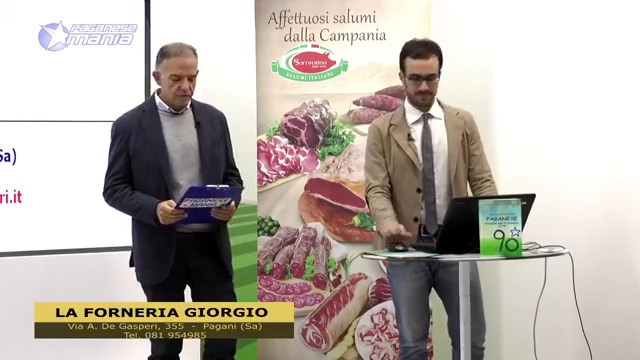 PAGANESE
mania
Affettuosi salumi
dalla Campania
Sorrentino
SALUMI ITALIANI
Sa)
ri.it
PAGANESE
90
LA FORNERIA GIORGIO
Via A. De Gasperi, 355 - Pagani (Sa)
Tel. 081 954985